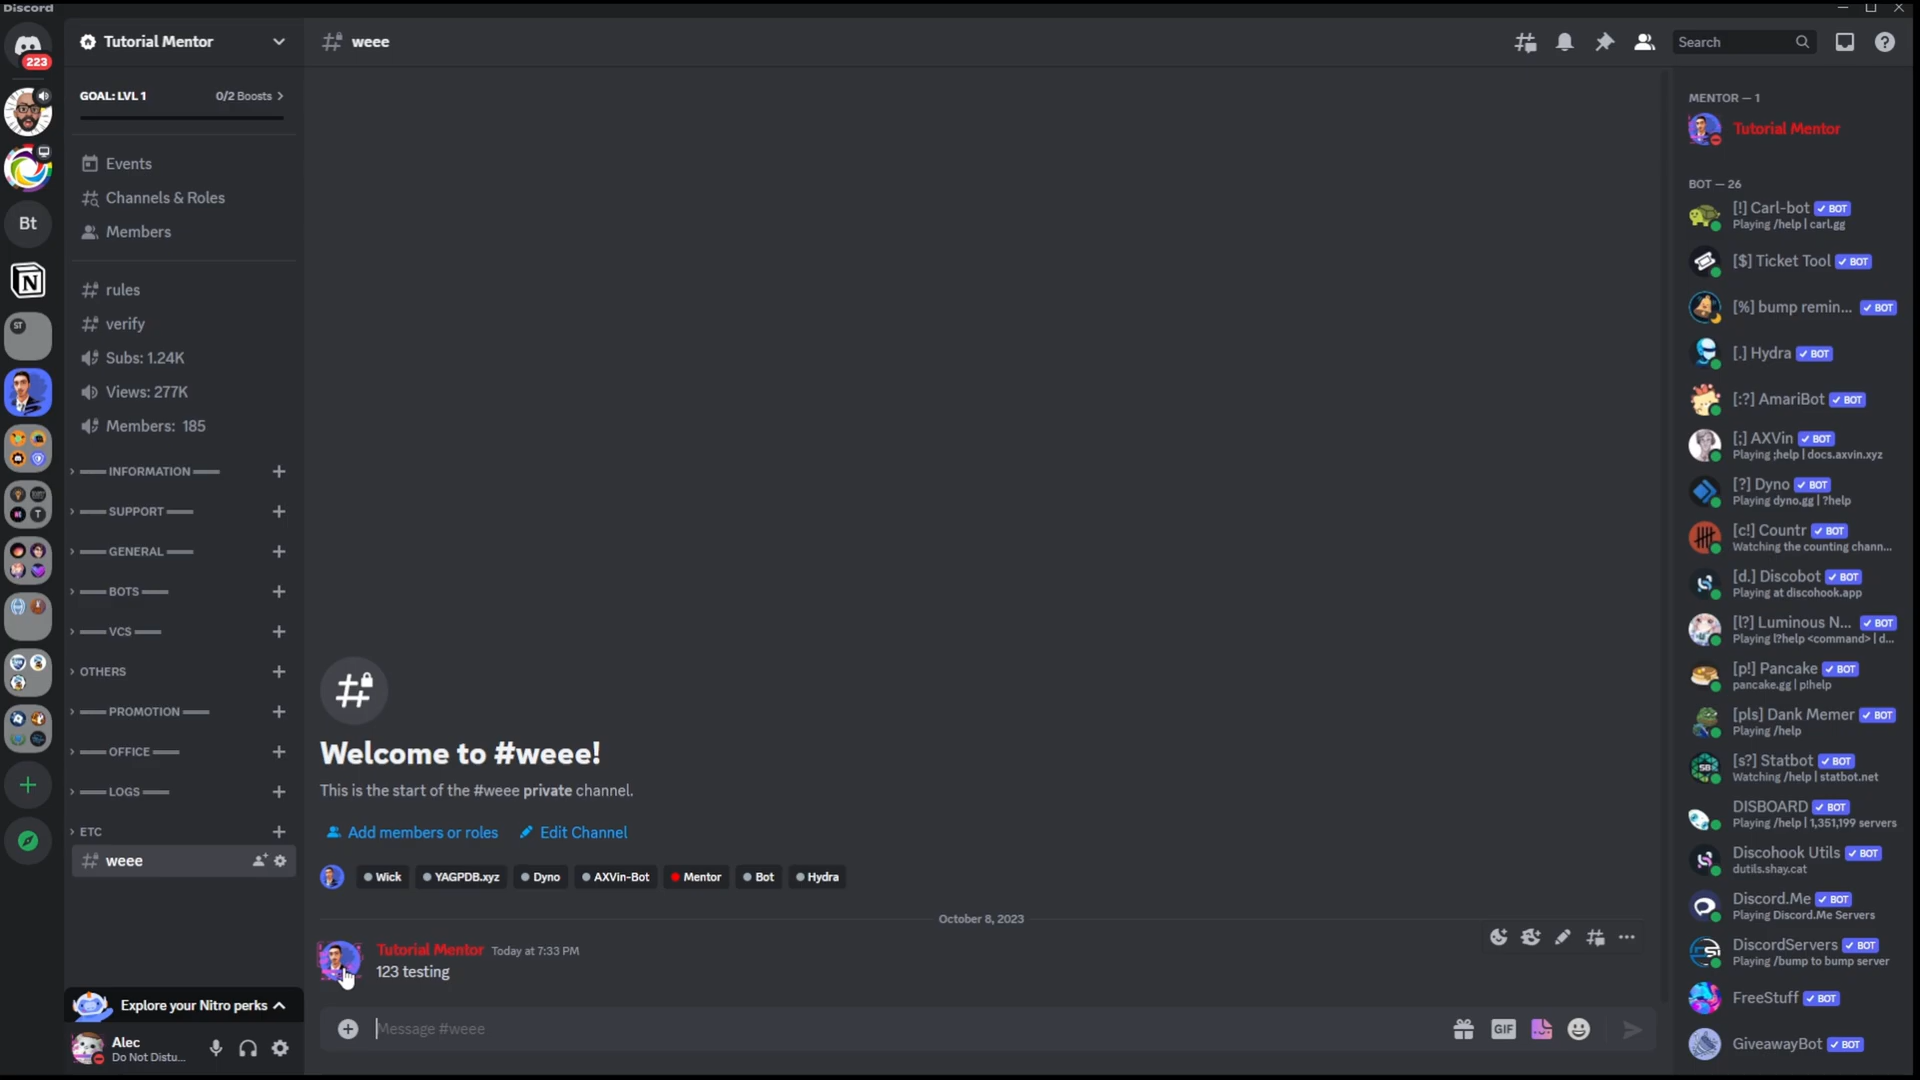 Discord
223
Bt
ST
Tutorial Mentor
GOAL: LVL 1 0/2 Boosts
Events
Channels & Roles
Members
rules
verify
Subs: 1.24K
Views: 277K
Members: 185
INFORMATION
SUPPORT
GENERAL
BOTS
VCS
OTHERS
PROMOTION
OFFICE
LOGS
ETC
weee
Explore your Nitro perks
Alec
Do Not Distu...
weee
Search
Welcome to #weee!
This is the start of the #weee private channel.
Add members or roles Edit Channel
Wick YAGPDB.xyz Dyno AXVin-Bot Mentor Bot Hydra
October 8, 2023
Tutorial Mentor Today at 7:33 PM
123 testing
Message #weee
GIF
MENTOR — 1
Tutorial Mentor
BOT — 26
[!] Carl-bot ✓ BOT
Playing /help | carl.gg
[$] Ticket Tool ✓ BOT
[%] bump remin... ✓ BOT
[.] Hydra ✓ BOT
[:?] AmariBot ✓ BOT
[;] AXVin ✓ BOT
Playing ;help | docs.axvin.xyz
[?] Dyno ✓ BOT
Playing dyno.gg | ?help
[c!] Countr ✓ BOT
Watching the counting chann...
[d.] Discobot ✓ BOT
Playing at discohook.app
[l?] Luminous N... ✓ BOT
Playing l?help <command> | d...
[p!] Pancake ✓ BOT
pancake.gg | p!help
[pls] Dank Memer ✓ BOT
Playing /help
[s?] Statbot ✓ BOT
Watching /help | statbot.net
DISBOARD ✓ BOT
Playing /help | 1,351,199 servers
Discohook Utils ✓ BOT
dutils.shay.cat
Discord.Me ✓ BOT
Playing Discord.Me Servers
DiscordServers ✓ BOT
Playing /bump to bump server
FreeStuff ✓ BOT
GiveawayBot ✓ BOT